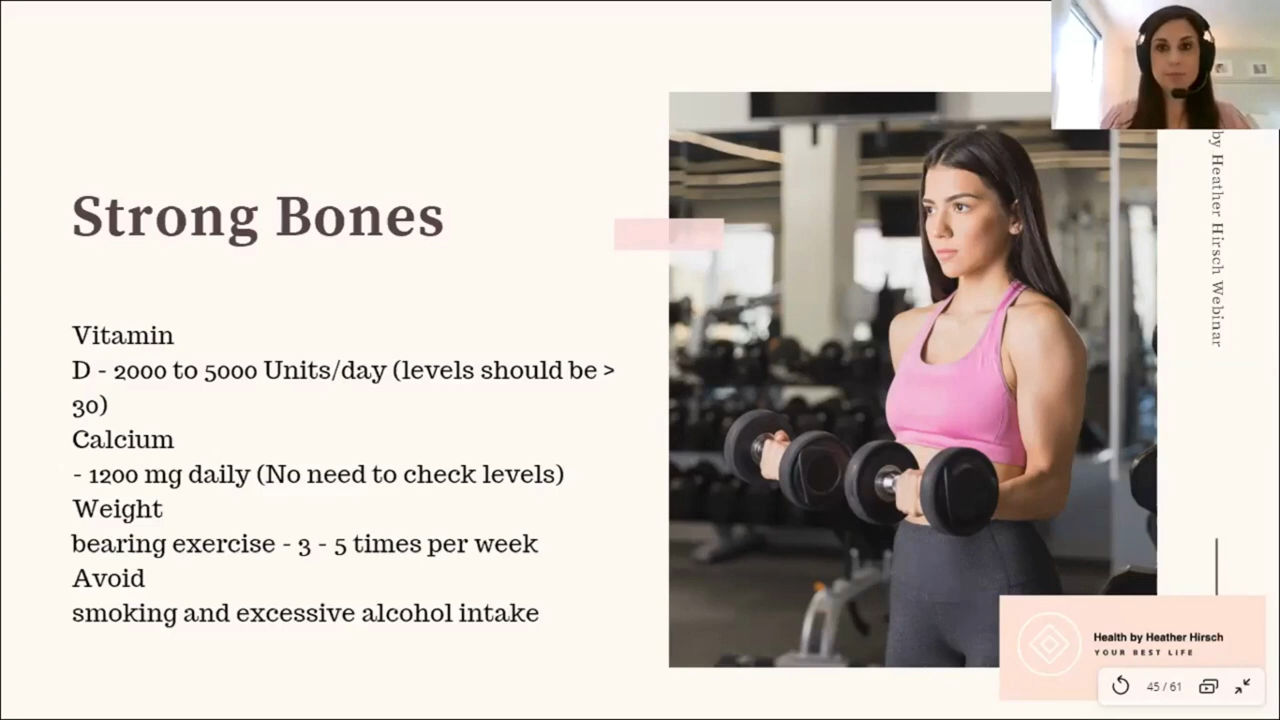 Strong Bones
Vitamin
D - 2000 to 5000 Units/day (levels should be >
30)
Calcium
- 1200 mg daily (No need to check levels)
Weight
bearing exercise - 3 - 5 times per week
Avoid
smoking and excessive alcohol intake
by Heather Hirsch Webinar
Health by Heather Hirsch
YOUR BEST LIFE
45 / 61